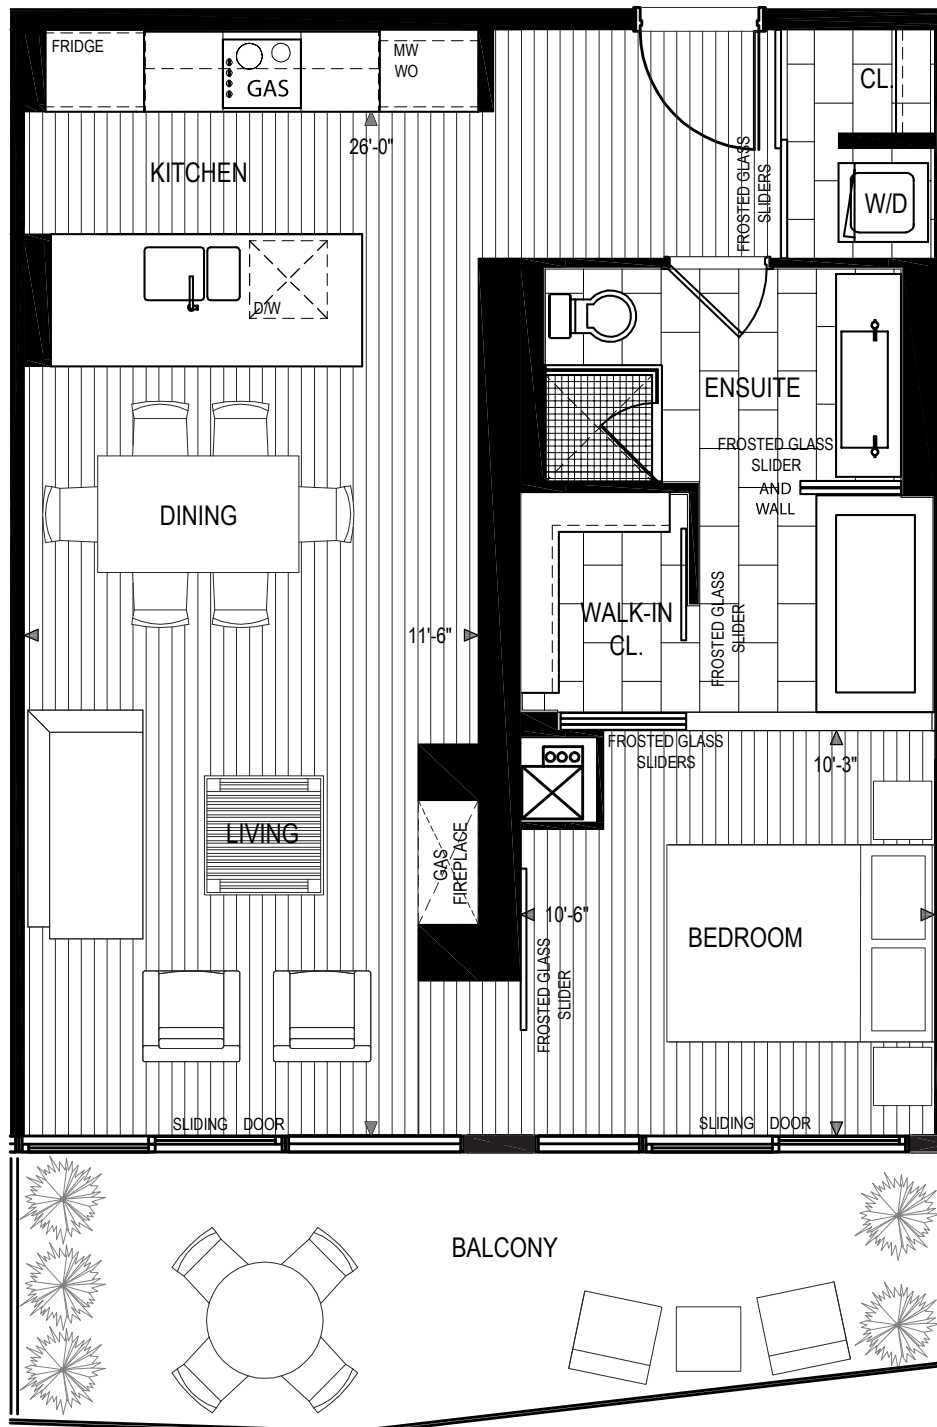 FRIDGE
GAS
MW
WO
CL.
26'-0"
KITCHEN
FROSTED GLASS
SLIDERS
W/D
D/W
ENSUITE
FROSTED GLASS
SLIDER
AND
WALL
DINING
WALK-IN
CL.
FROSTED GLASS
SLIDER
11'-6"
FROSTED GLASS
SLIDERS
10'-3"
LIVING
GAS
FIREPLACE
10'-6"
BEDROOM
FROSTED GLASS
SLIDER
SLIDING DOOR
SLIDING DOOR
BALCONY